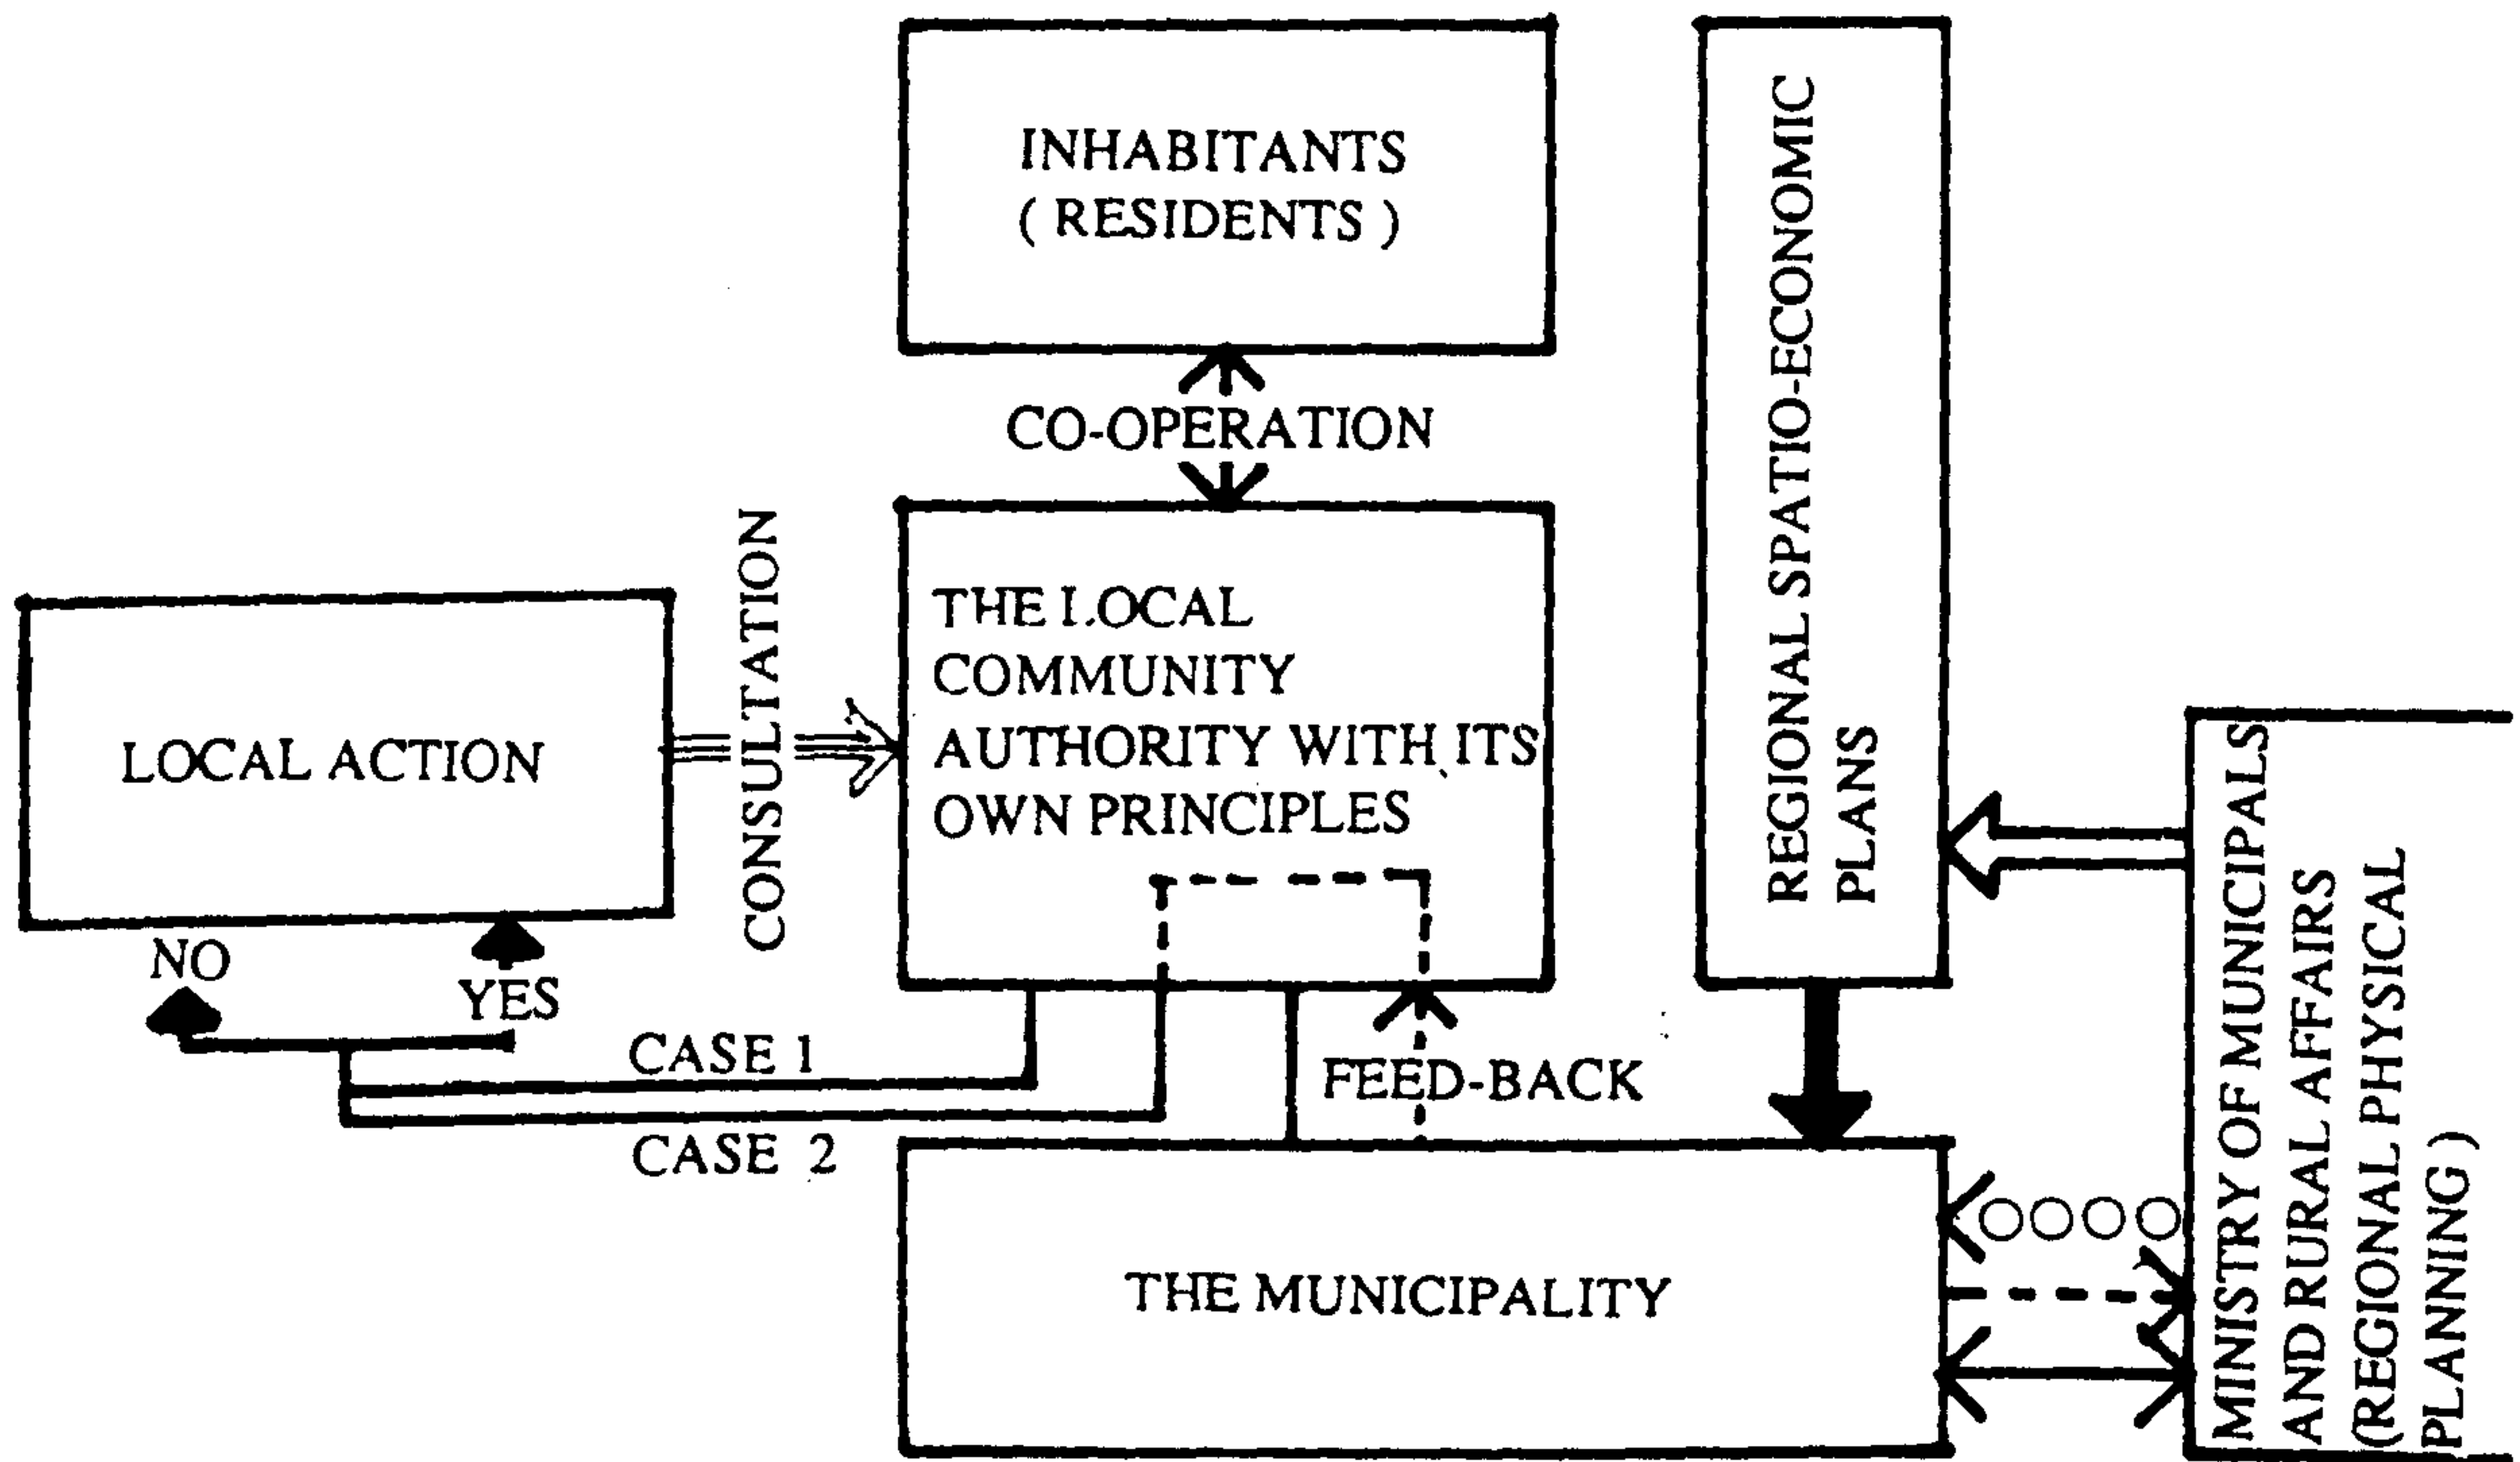 INHABITANTS
( RESIDENTS )
CO-OPERATION
REGIONAL SPATIO-ECONOMIC
PLANS
CONSULTATION
THE LOCAL
COMMUNITY
AUTHORITY WITH ITS
OWN PRINCIPLES
LOCAL ACTION
NO
YES
CASE 1
CASE 2
FEED-BACK
THE MUNICIPALITY
MINISTRY OF MUNICIPALS
AND RURAL AFFAIRS
(REGIONAL PHYSICAL
PLANNING )